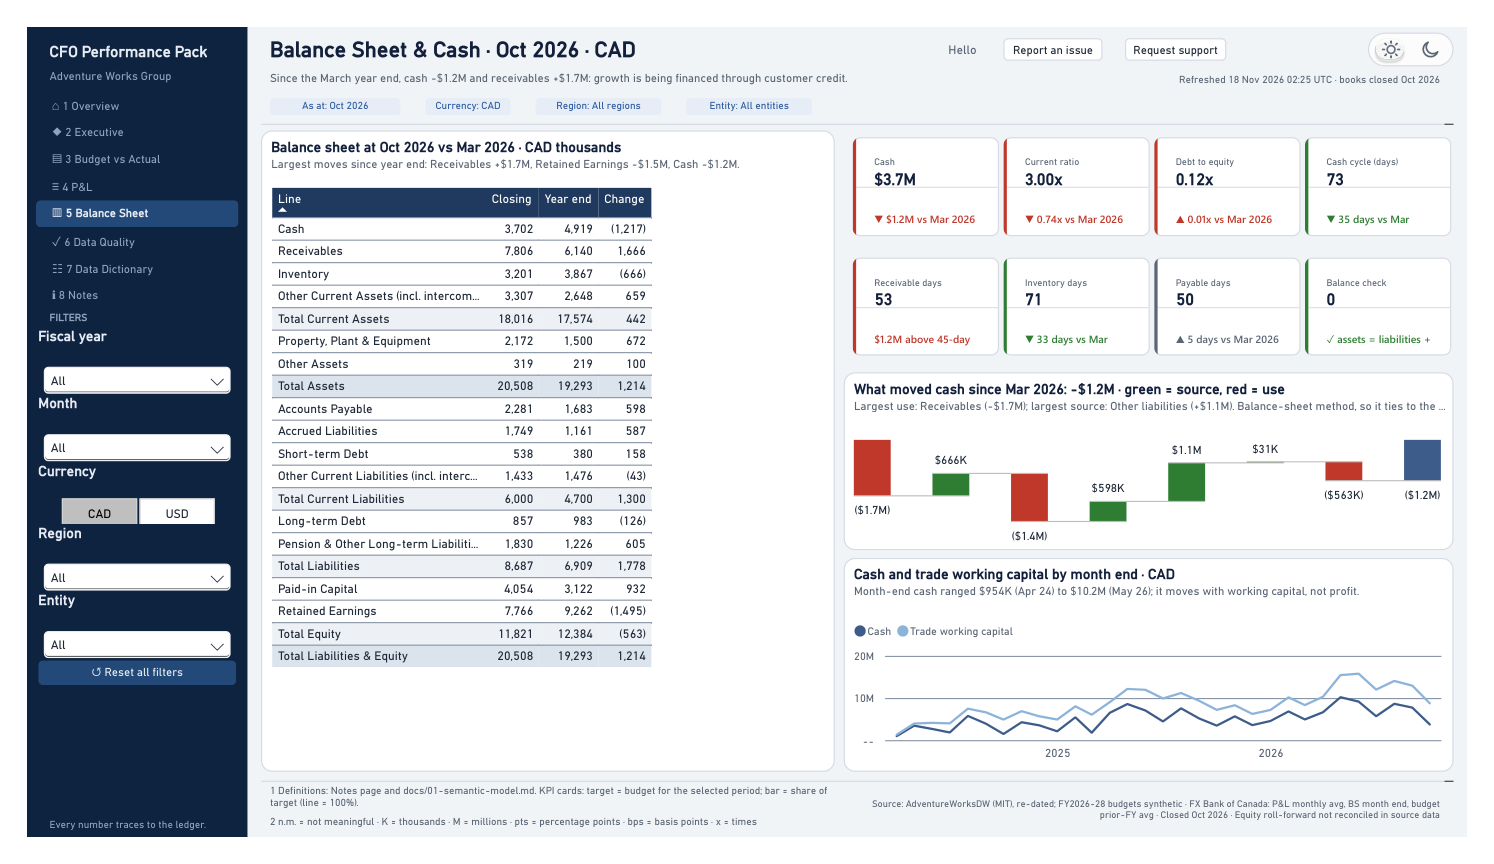 CFO Performance Pack
Adventure Works Group
⌂ 1 Overview
◆ 2 Executive
▤ 3 Budget vs Actual
≡ 4 P&L
▥ 5 Balance Sheet
✓ 6 Data Quality
☷ 7 Data Dictionary
ℹ 8 Notes
FILTERS
Fiscal year
All
Month
All
Currency
CAD USD
Region
All
Entity
All
↺ Reset all filters
Every number traces to the ledger.
Balance Sheet & Cash · Oct 2026 · CAD
Hello
Report an issue
Request support
Since the March year end, cash -$1.2M and receivables +$1.7M: growth is being financed through customer credit.
Refreshed 18 Nov 2026 02:25 UTC · books closed Oct 2026
As at: Oct 2026
Currency: CAD
Region: All regions
Entity: All entities
Balance sheet at Oct 2026 vs Mar 2026 · CAD thousands
Largest moves since year end: Receivables +$1.7M, Retained Earnings -$1.5M, Cash -$1.2M.
Line Closing Year end Change
Cash 3,702 4,919 (1,217)
Receivables 7,806 6,140 1,666
Inventory 3,201 3,867 (666)
Other Current Assets (incl. intercom... 3,307 2,648 659
Total Current Assets 18,016 17,574 442
Property, Plant & Equipment 2,172 1,500 672
Other Assets 319 219 100
Total Assets 20,508 19,293 1,214
Accounts Payable 2,281 1,683 598
Accrued Liabilities 1,749 1,161 587
Short-term Debt 538 380 158
Other Current Liabilities (incl. interc... 1,433 1,476 (43)
Total Current Liabilities 6,000 4,700 1,300
Long-term Debt 857 983 (126)
Pension & Other Long-term Liabiliti... 1,830 1,226 605
Total Liabilities 8,687 6,909 1,778
Paid-in Capital 4,054 3,122 932
Retained Earnings 7,766 9,262 (1,495)
Total Equity 11,821 12,384 (563)
Total Liabilities & Equity 20,508 19,293 1,214
Cash
$3.7M
▼ $1.2M vs Mar 2026
Current ratio
3.00x
▼ 0.74x vs Mar 2026
Debt to equity
0.12x
▲ 0.01x vs Mar 2026
Cash cycle (days)
73
▼ 35 days vs Mar
Receivable days
53
$1.2M above 45-day
Inventory days
71
▼ 33 days vs Mar
Payable days
50
▲ 5 days vs Mar 2026
Balance check
0
✓ assets = liabilities +
What moved cash since Mar 2026: -$1.2M · green = source, red = use
Largest use: Receivables (-$1.7M); largest source: Other liabilities (+$1.1M). Balance-sheet method, so it ties to the ...
($1.7M)
$666K
($1.4M)
$598K
$1.1M
$31K
($563K)
($1.2M)
Cash and trade working capital by month end · CAD
Month-end cash ranged $954K (Apr 24) to $10.2M (May 26); it moves with working capital, not profit.
Cash Trade working capital
20M
10M
--
2025 2026
1 Definitions: Notes page and docs/01-semantic-model.md. KPI cards: target = budget for the selected period; bar = share of
target (line = 100%).
2 n.m. = not meaningful · K = thousands · M = millions · pts = percentage points · bps = basis points · x = times
Source: AdventureWorksDW (MIT), re-dated; FY2026-28 budgets synthetic · FX Bank of Canada: P&L monthly avg, BS month end, budget
prior-FY avg · Closed Oct 2026 · Equity roll-forward not reconciled in source data